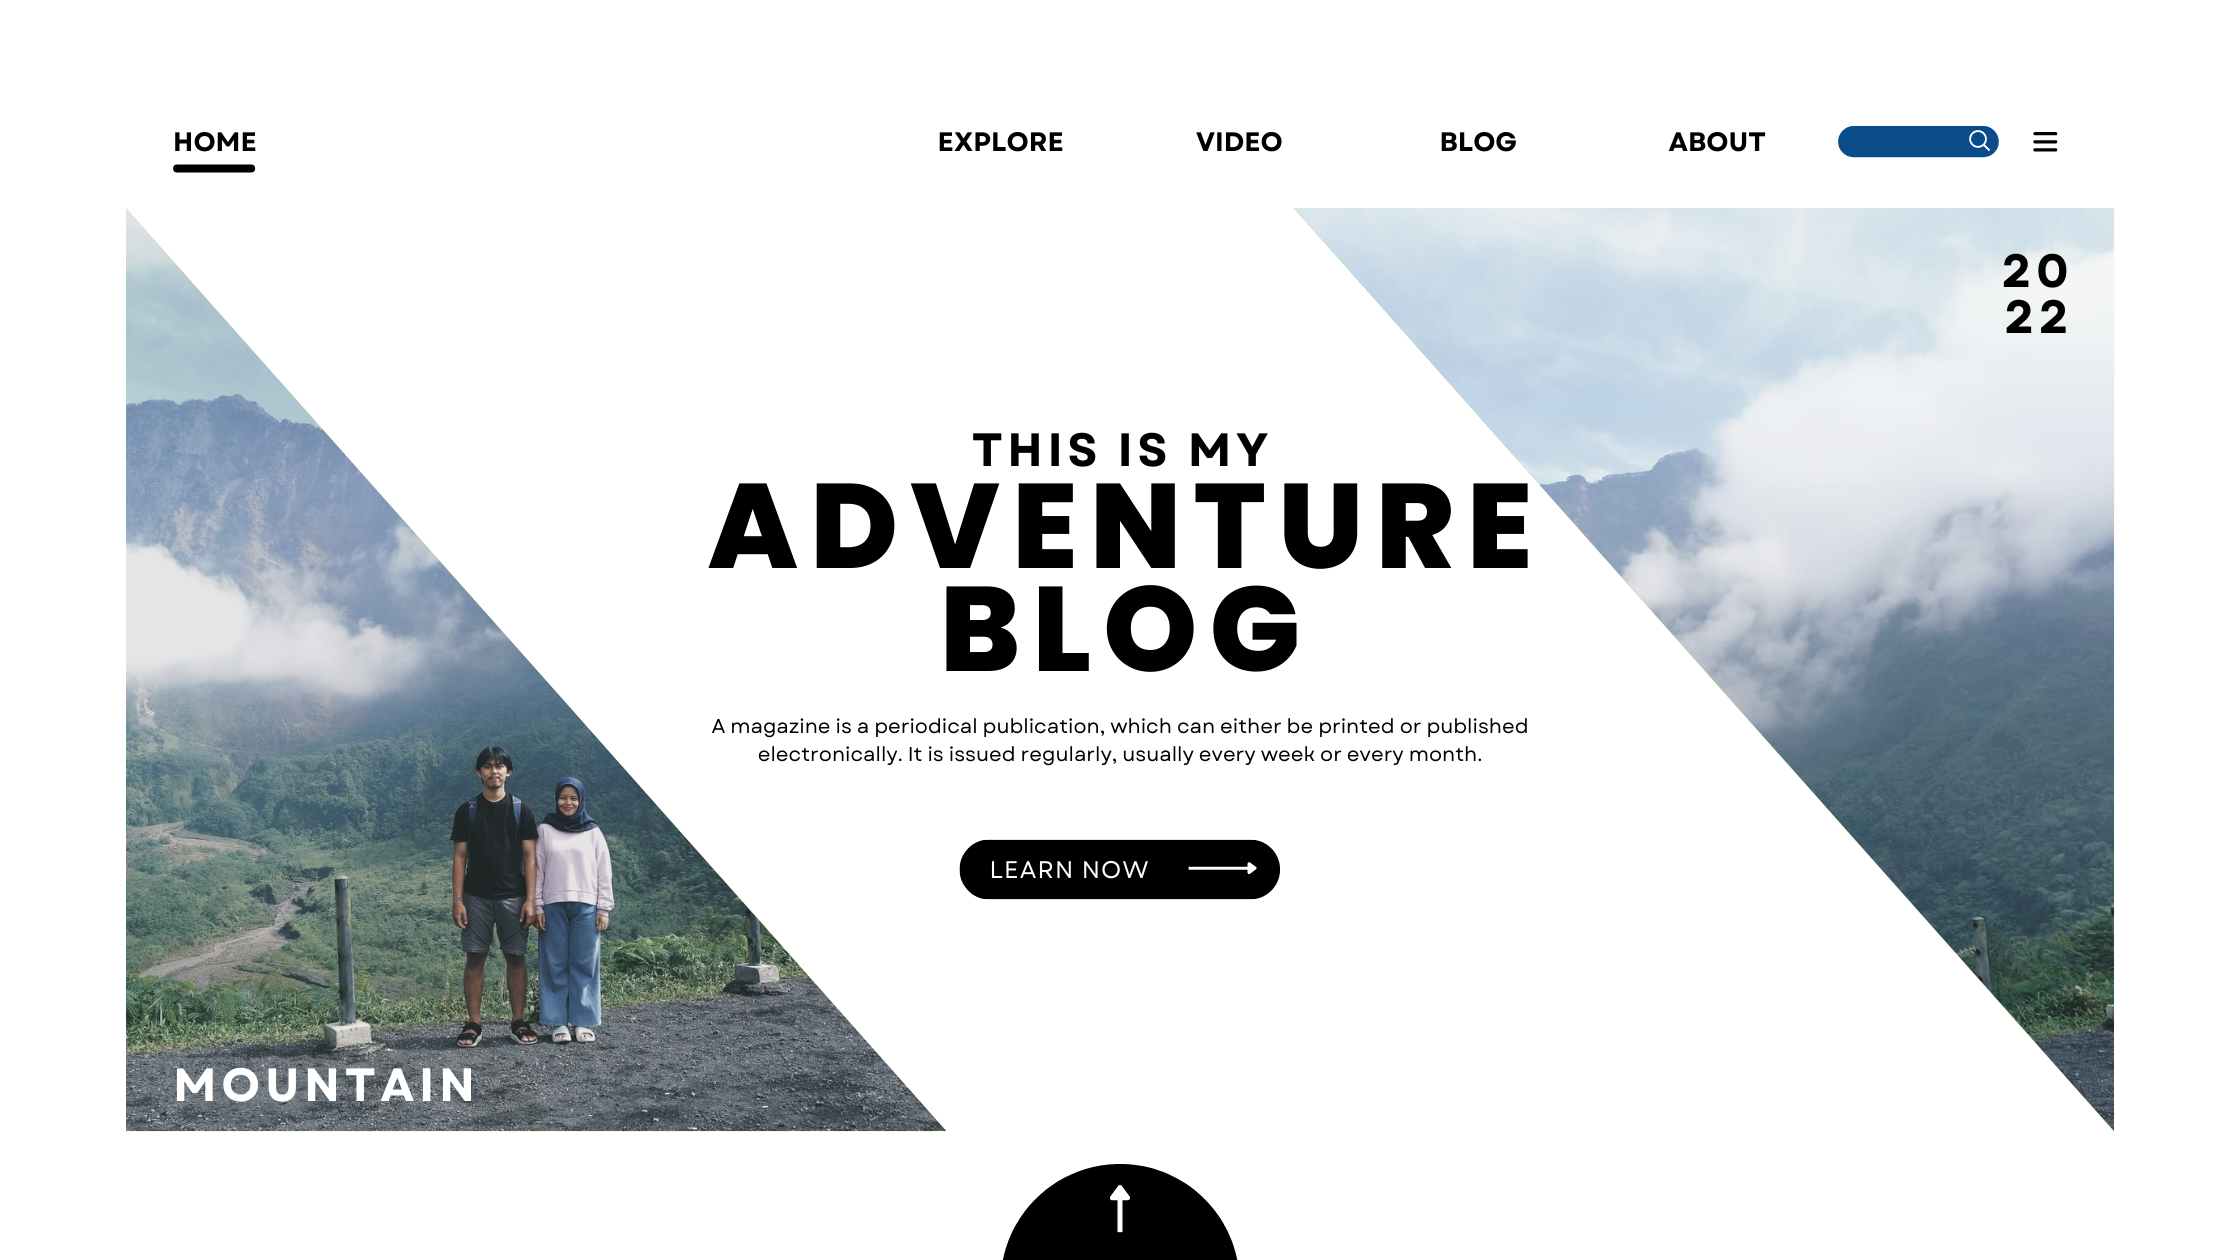 HOME
EXPLORE
VIDEO
BLOG
ABOUT
20
22
THIS IS MY
ADVENTURE
BLOG
A magazine is a periodical publication, which can either be printed or published
electronically. It is issued regularly, usually every week or every month.
LEARN NOW
MOUNTAIN